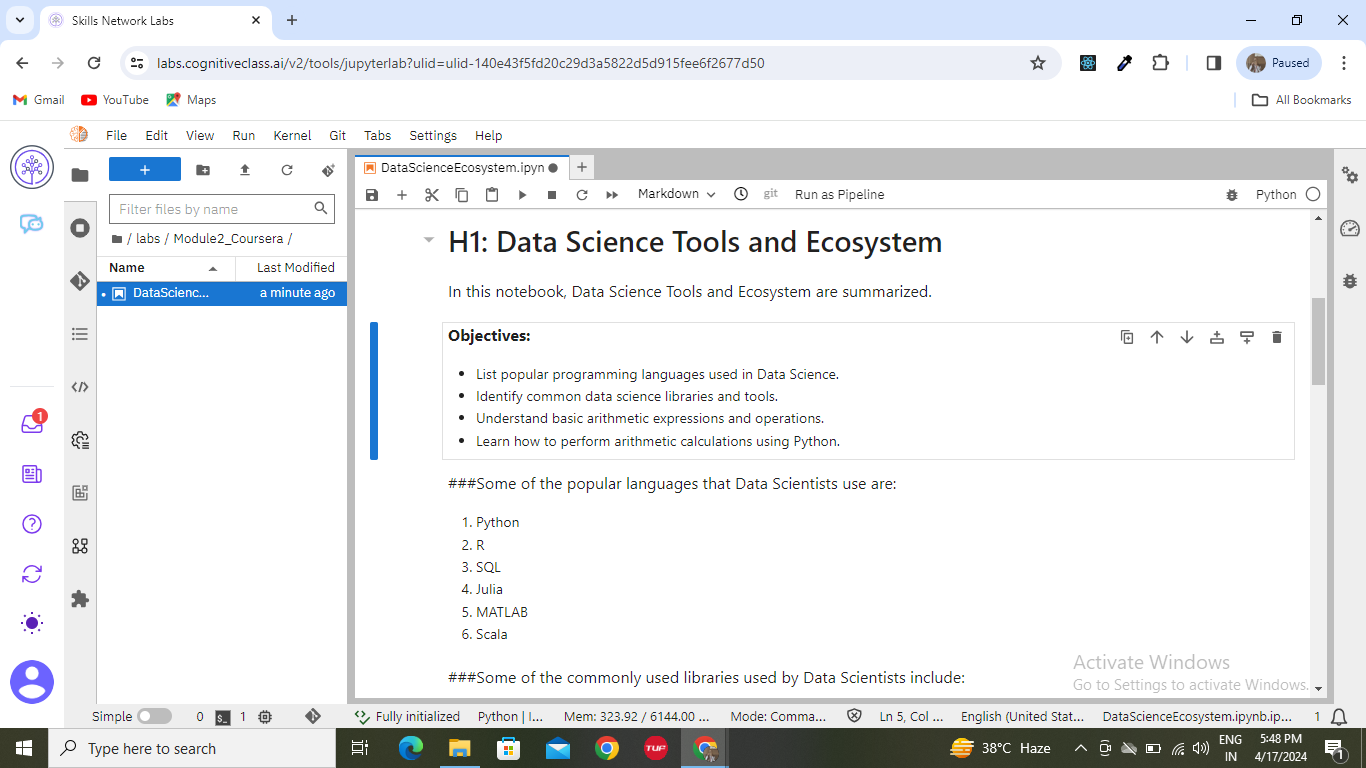 Skills Network Labs
labs.cognitiveclass.ai/v2/tools/jupyterlab?ulid=ulid-140e43f5fd20c29d3a5822d5d915fee6f2677d50
Paused
Gmail YouTube Maps All Bookmarks
File Edit View Run Kernel Git Tabs Settings Help
+
DataScienceEcosystem.ipyn
Markdown git Run as Pipeline Python
Filter files by name
/ labs / Module2_Coursera /
Name Last Modified
DataScienc... a minute ago
H1: Data Science Tools and Ecosystem
In this notebook, Data Science Tools and Ecosystem are summarized.
Objectives:
• List popular programming languages used in Data Science.
• Identify common data science libraries and tools.
• Understand basic arithmetic expressions and operations.
• Learn how to perform arithmetic calculations using Python.
###Some of the popular languages that Data Scientists use are:
1. Python
2. R
3. SQL
4. Julia
5. MATLAB
6. Scala
###Some of the commonly used libraries used by Data Scientists include:
1
Activate Windows
Go to Settings to activate Windows.
Simple 0 $_ 1 Fully initialized Python | I... Mem: 323.92 / 6144.00 ... Mode: Comma... Ln 5, Col ... English (United Stat... DataScienceEcosystem.ipynb.ip... 1
Type here to search
TUF
38°C Haze
ENG
IN
5:48 PM
4/17/2024
1